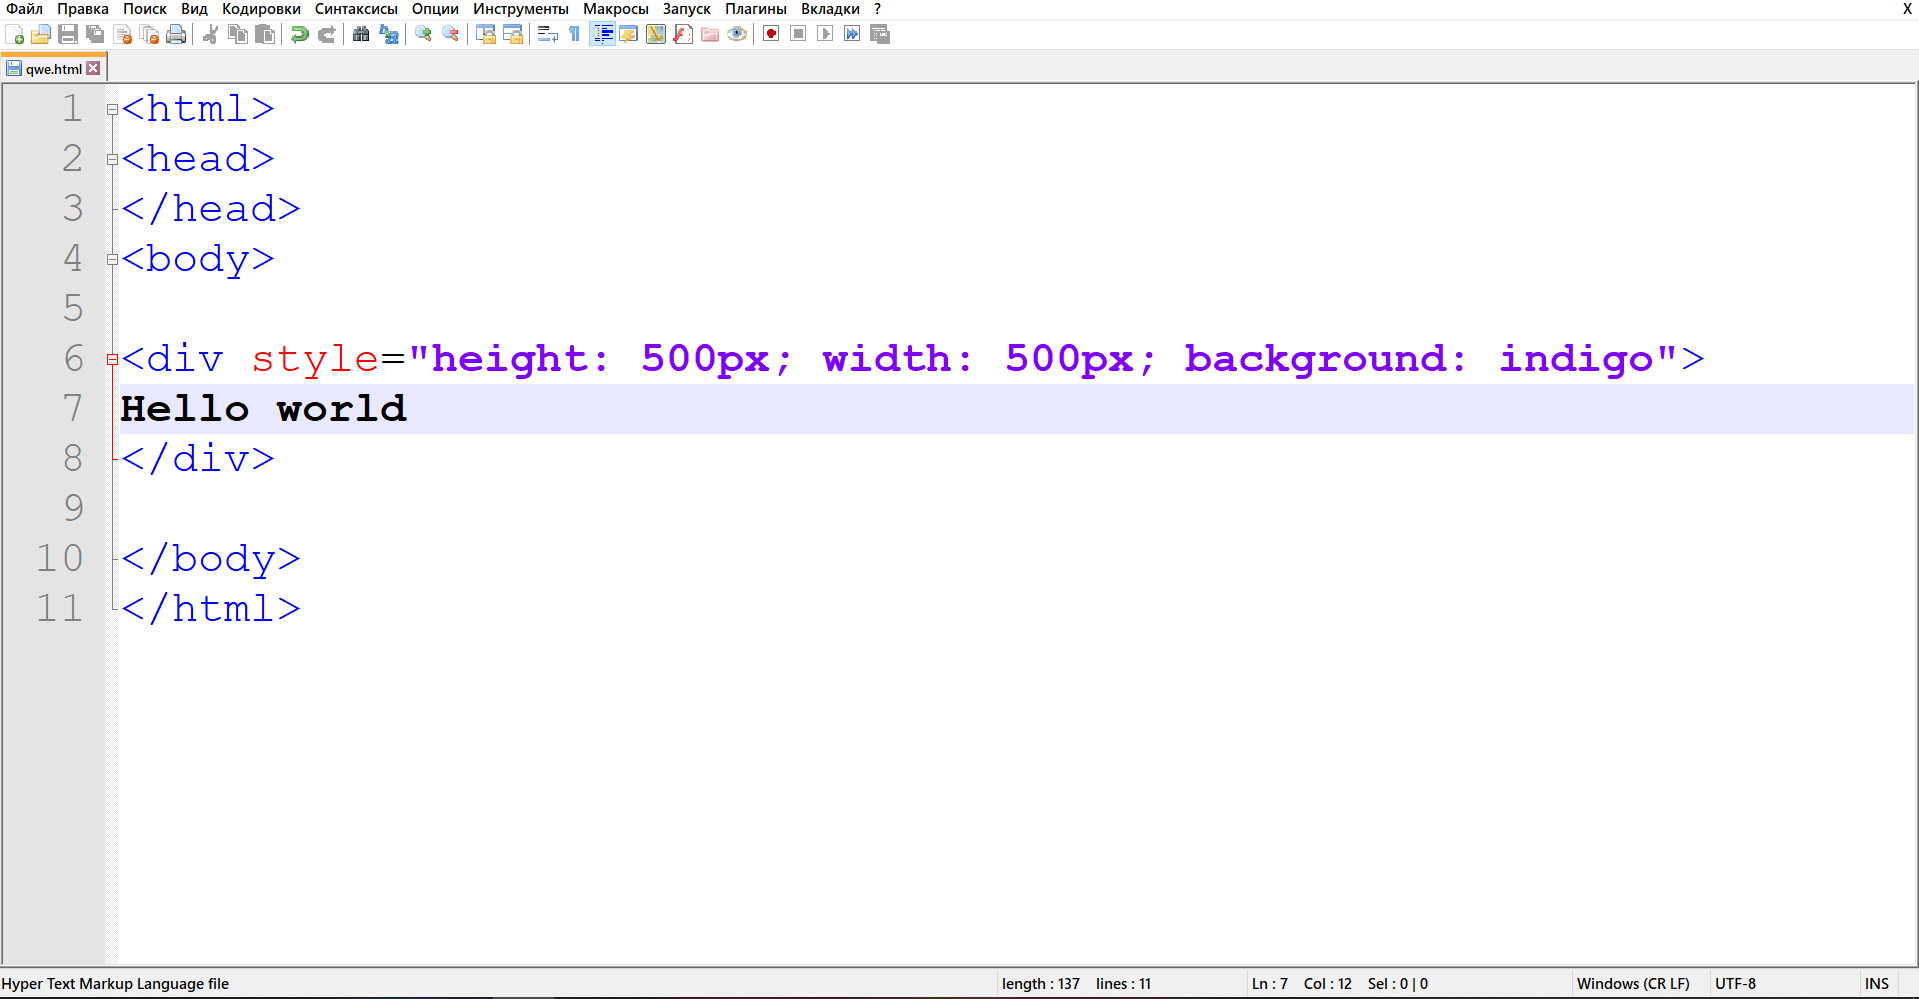 Файл Правка Поиск Вид Кодировки Синтаксисы Опции Инструменты Макросы Запуск Плагины Вкладки ? X
qwe.html
1 <html>
2 <head>
3 </head>
4 <body>
5
6 <div style="height: 500px; width: 500px; background: indigo">
7 Hello world
8 </div>
9
10 </body>
11 </html>
Hyper Text Markup Language file length : 137 lines : 11 Ln : 7 Col : 12 Sel : 0 | 0 Windows (CR LF) UTF-8 INS